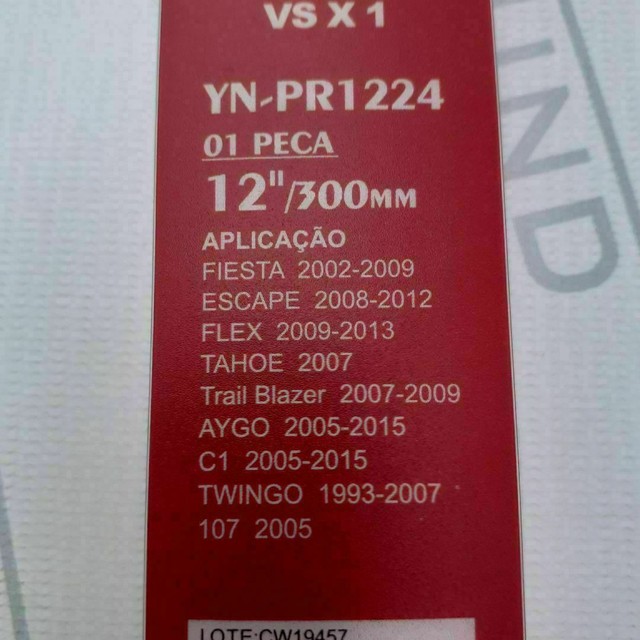 VS X 1
YN-PR1224
01 PECA
12"/300MM
APLICAÇÃO
FIESTA 2002-2009
ESCAPE 2008-2012
FLEX 2009-2013
TAHOE 2007
Trail Blazer 2007-2009
AYGO 2005-2015
C1 2005-2015
TWINGO 1993-2007
107 2005
LOTE:CW19457